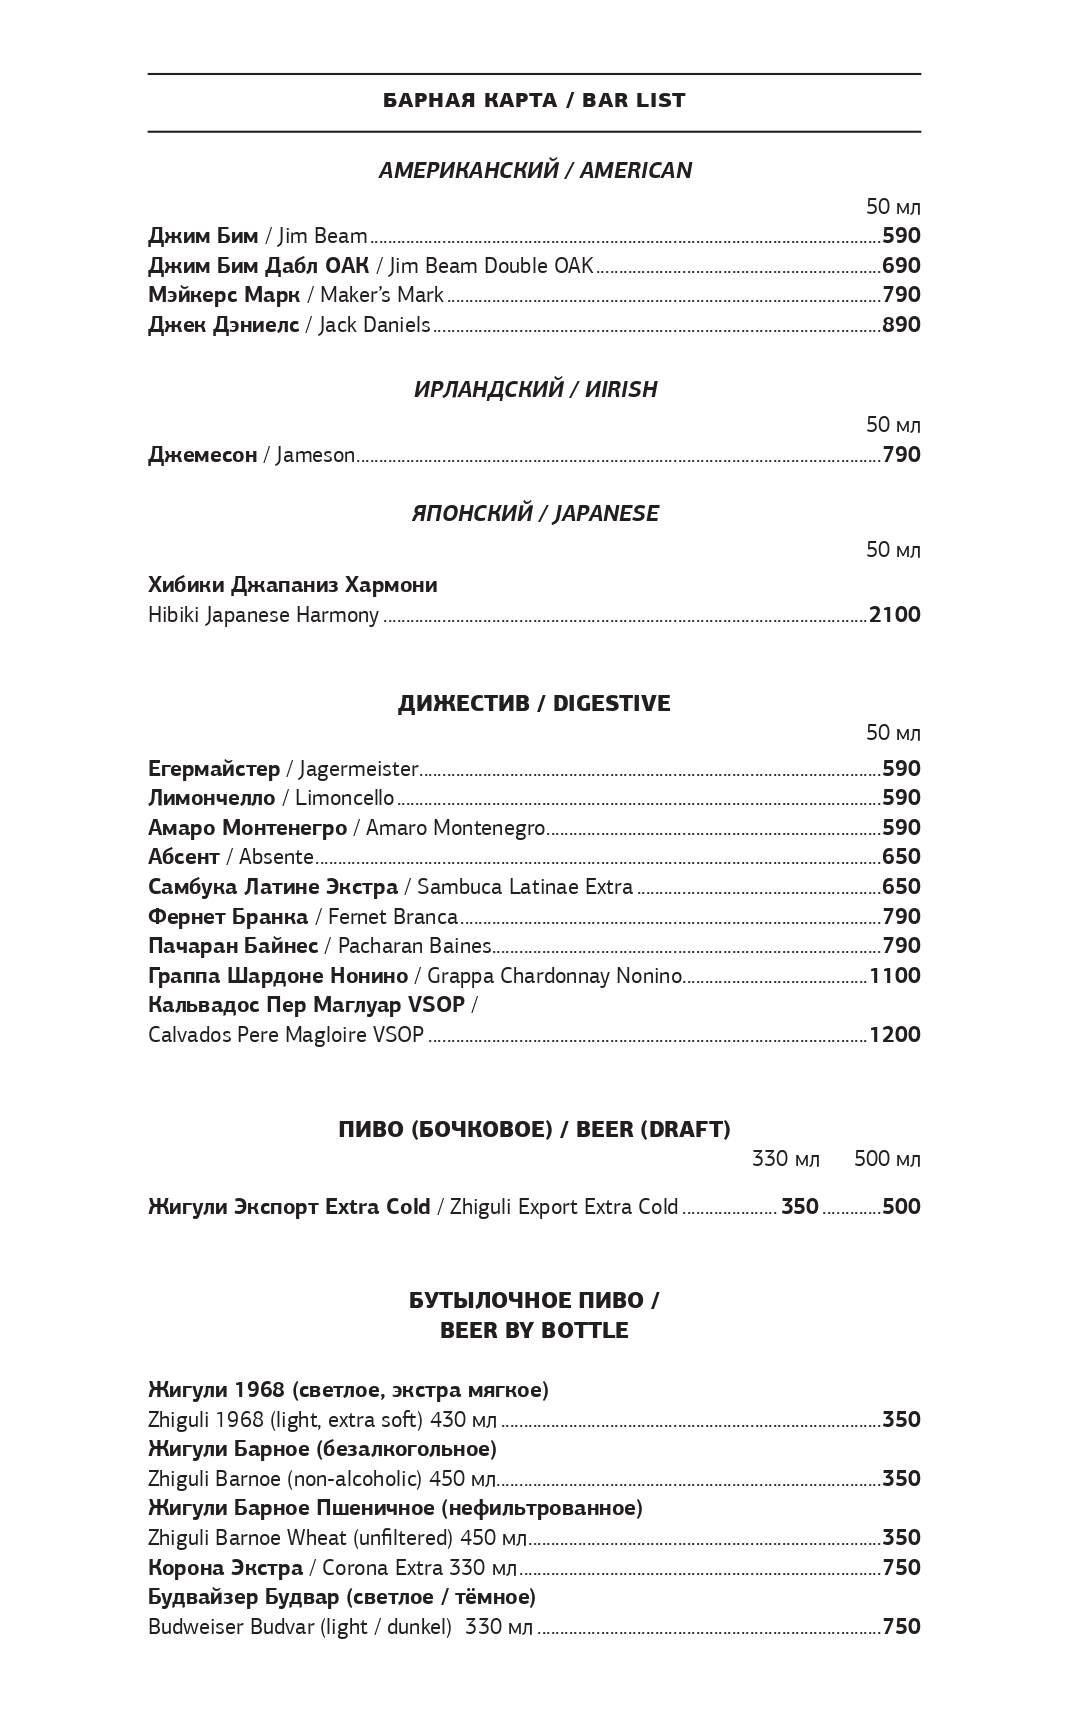 БАРНАЯ КАРТА / BAR LIST
АМЕРИКАНСКИЙ / AMERICAN
50 мл
Джим Бим / Jim Beam........590
Джим Бим Дабл ОАК / Jim Beam Double OAK........690
Мэйкерс Марк / Maker’s Mark........790
Джек Дэниелс / Jack Daniels........890
ИРЛАНДСКИЙ / ИIRISH
50 мл
Джемесон / Jameson........790
ЯПОНСКИЙ / JAPANESE
50 мл
Хибики Джапаниз Хармони
Hibiki Japanese Harmony........2100
ДИЖЕСТИВ / DIGESTIVE
50 мл
Егермайстер / Jagermeister........590
Лимончелло / Limoncello........590
Амаро Монтенегро / Amaro Montenegro........590
Абсент / Absente........650
Самбука Латине Экстра / Sambuca Latinae Extra........650
Фернет Бранка / Fernet Branca........790
Пачаран Байнес / Pacharan Baines........790
Граппа Шардоне Нонино / Grappa Chardonnay Nonino........1100
Кальвадос Пер Маглуар VSOP /
Calvados Pere Magloire VSOP........1200
ПИВО (БОЧКОВОЕ) / BEER (DRAFT)
330 мл 500 мл
Жигули Экспорт Extra Cold / Zhiguli Export Extra Cold........350........500
БУТЫЛОЧНОЕ ПИВО /
BEER BY BOTTLE
Жигули 1968 (светлое, экстра мягкое)
Zhiguli 1968 (light, extra soft) 430 мл........350
Жигули Барное (безалкогольное)
Zhiguli Barnoe (non-alcoholic) 450 мл........350
Жигули Барное Пшеничное (нефильтрованное)
Zhiguli Barnoe Wheat (unfiltered) 450 мл........350
Корона Экстра / Corona Extra 330 мл........750
Будвайзер Будвар (светлое / тёмное)
Budweiser Budvar (light / dunkel) 330 мл........750